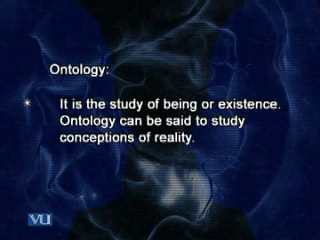 Ontology:
It is the study of being or existence.
Ontology can be said to study
conceptions of reality.
VU